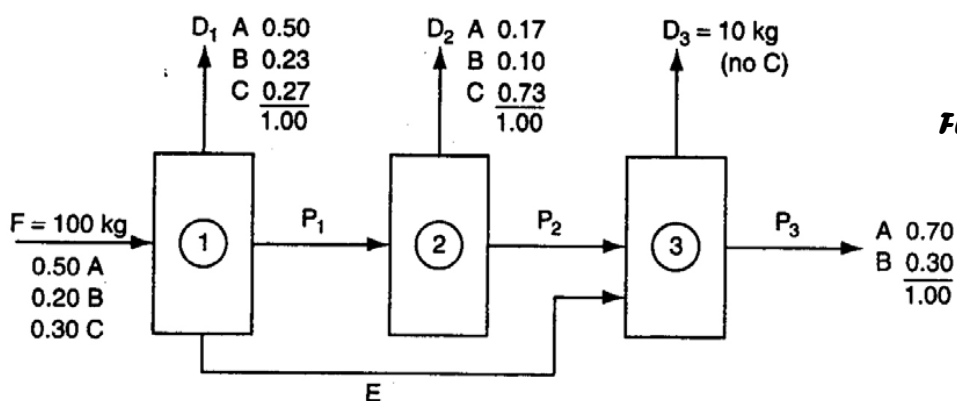 D1 A 0.50
B 0.23
C 0.27
1.00
D2 A 0.17
B 0.10
C 0.73
1.00
D3 = 10 kg
(no C)
F = 100 kg
0.50 A
0.20 B
0.30 C
1
P1
2
P2
3
P3
A 0.70
B 0.30
1.00
E